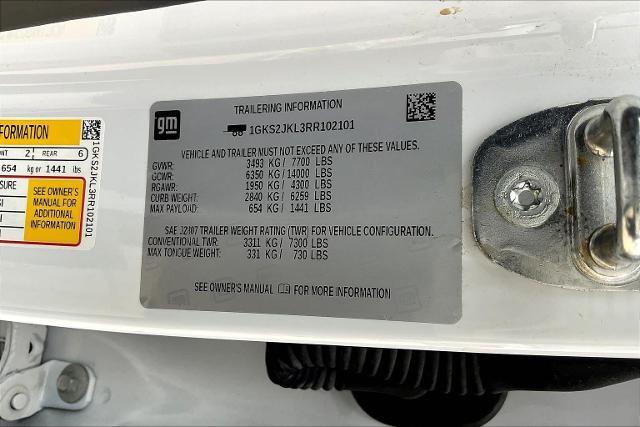 gm
TRAILERING INFORMATION
1GKS2JKL3RR102101
VEHICLE AND TRAILER MUST NOT EXCEED ANY OF THESE VALUES.
GVWR: 3493 KG / 7700 LBS
GCWR: 6350 KG / 14000 LBS
RGAWR: 1950 KG / 4300 LBS
CURB WEIGHT: 2840 KG / 6259 LBS
MAX PAYLOAD: 654 KG / 1441 LBS
SAE J2807 TRAILER WEIGHT RATING (TWR) FOR VEHICLE CONFIGURATION.
CONVENTIONAL TWR: 3311 KG / 7300 LBS
MAX TONGUE WEIGHT: 331 KG / 730 LBS
SEE OWNER'S MANUAL FOR MORE INFORMATION
2 REAR 6
654 kg or 1441 lbs
SEE OWNER'S
MANUAL FOR
ADDITIONAL
INFORMATION
1GKS2JKL3RR102101